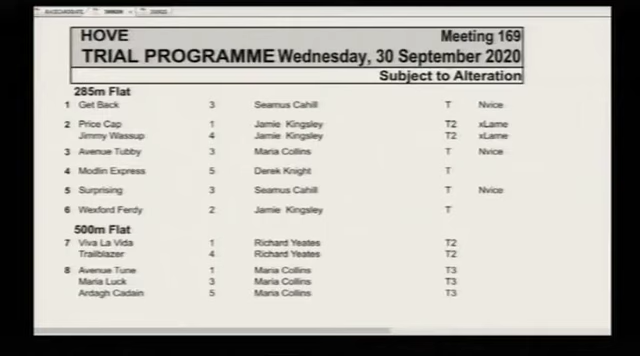 HOVE Meeting 169
TRIAL PROGRAMME Wednesday, 30 September 2020
Subject to Alteration
285m Flat
1 Get Back 3 Seamus Cahill T Nvice
2 Price Cap 1 Jamie Kingsley T2 xLame
Jimmy Wassup 4 Jamie Kingsley T2 xLame
3 Avenue Tubby 3 Maria Collins T Nvice
4 Modlin Express 5 Derek Knight T
5 Surprising 3 Seamus Cahill T Nvice
6 Wexford Ferdy 2 Jamie Kingsley T
500m Flat
7 Viva La Vida 1 Richard Yeates T2
Trailblazer 4 Richard Yeates T2
8 Avenue Tune 1 Maria Collins T3
Maria Luck 3 Maria Collins T3
Ardagh Cadain 5 Maria Collins T3